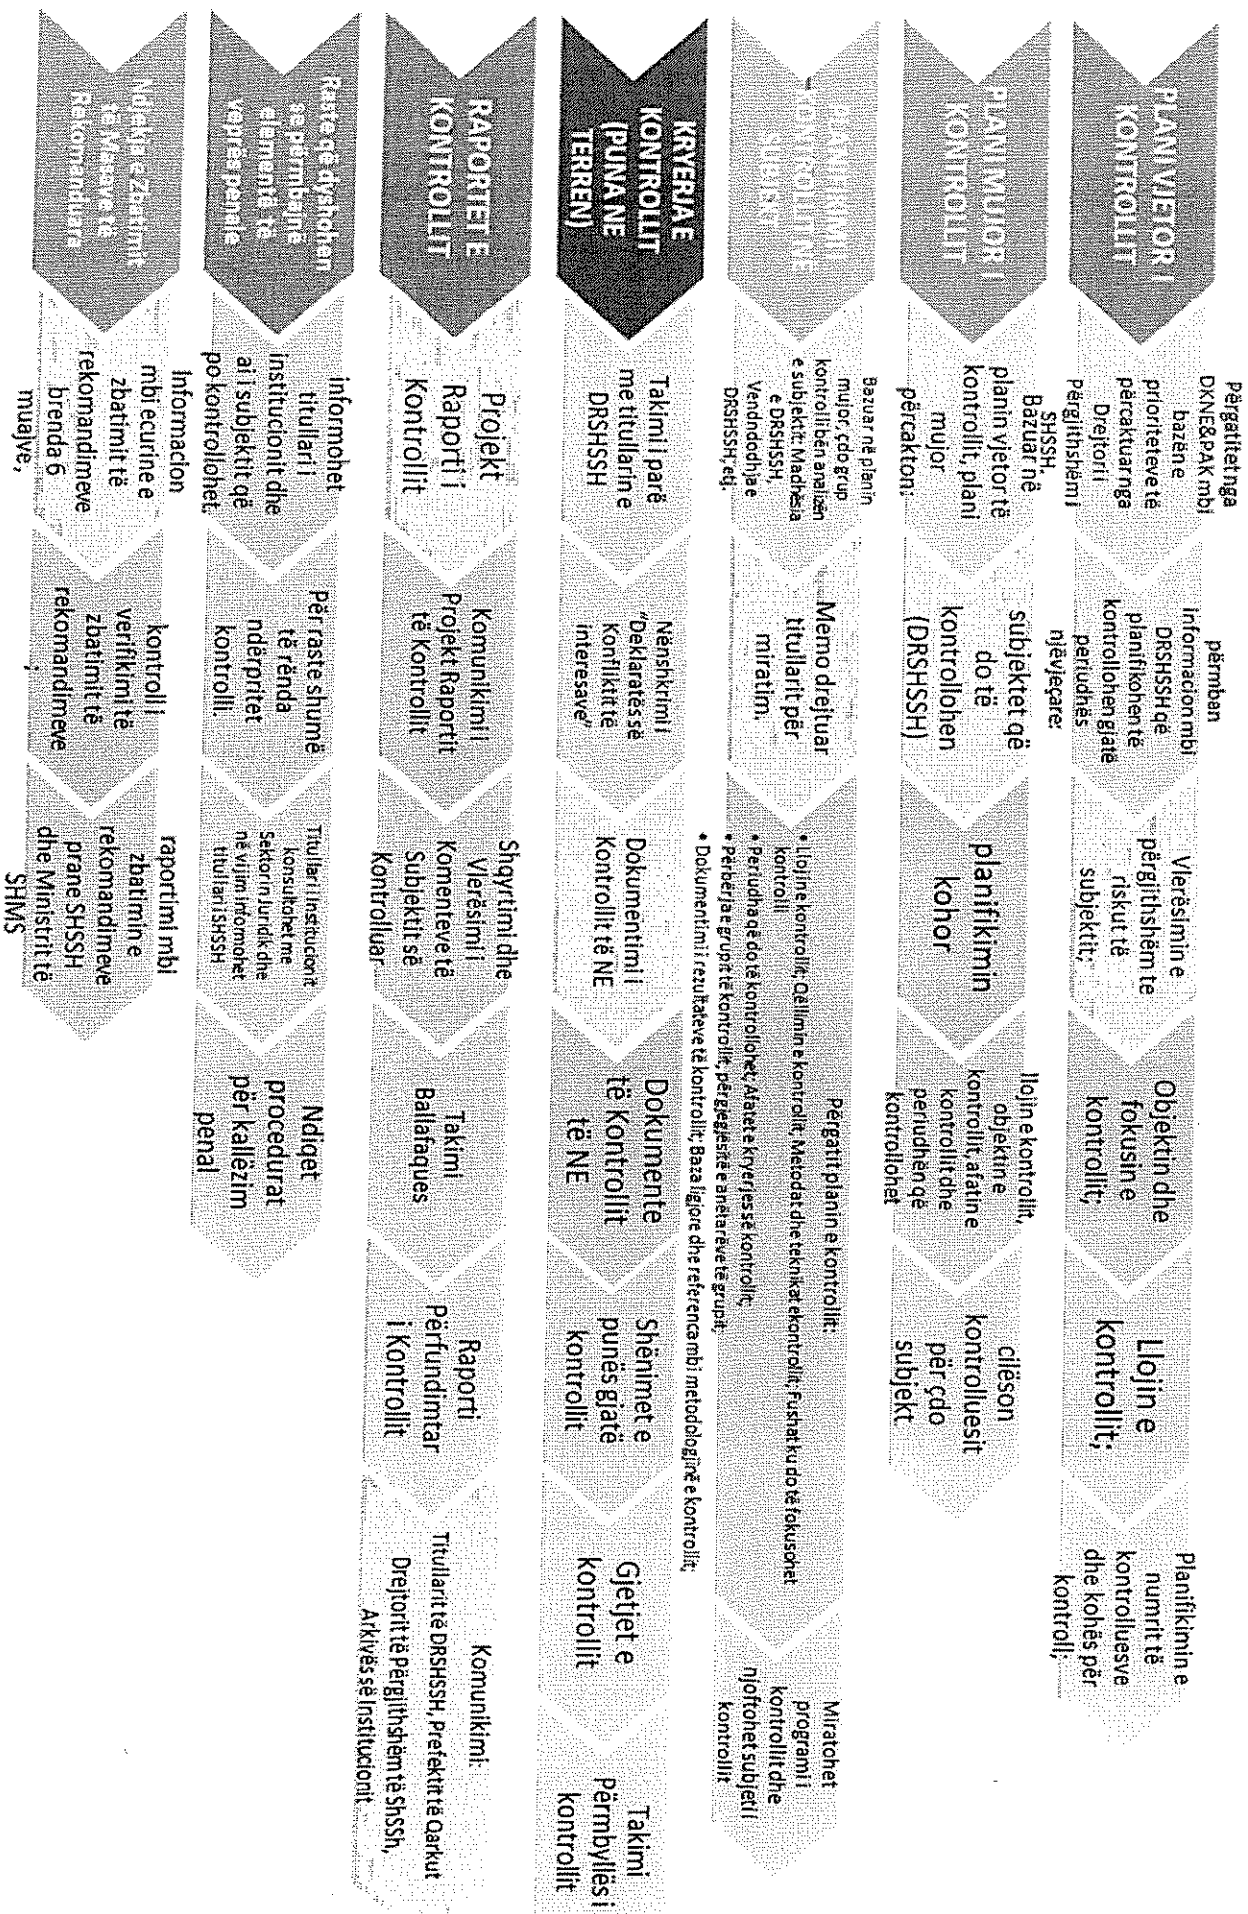 PLANI VJETOR I
KONTROLLIT
Përgatitet nga
DKNE&PAK mbi
bazën e
prioriteteve të
përcaktuar nga
Drejtori
Përgjithshëm i
SHSSH,
përmban
informacion mbi
DRSHSSH që
planifikohen të
kontrollohen gjatë
periudhës
njëvjeçare;
Vlerësimin e
përgjithshëm te
riskut të
subjektit;
Objektin dhe
fokusin e
kontrollit;
Llojin e
kontrollit;
Planifikimin e
numrit të
kontrolluesve
dhe kohës për
kontroll;
PLANI MUJOR I
KONTROLLIT
Bazuar në
planin vjetor të
kontrollit, plani
mujor
përcakton;
subjektet që
do të
kontrollohen
(DRSHSSH)
planifikimin
kohor
llojin e kontrollit,
objektin e
kontrollit, afatin e
kontrollit dhe
periudhën që
kontrollohet
cilëson
kontrolluesit
për çdo
subjekt
KONTROLLIT NE
SUBJEKT
Bazuar në planin
mujor, çdo grup
kontrolli bën analizën
e subjektit: Madhësia
e DRSHSSH,
Vendndodhja e
DRSHSSH, etj.
Memo drejtuar
titullarit për
miratim.
Përgatit planin e kontrollit:
• Llojin e kontrollit; Qëllimin e kontrollit; Metodat dhe teknikat e kontrollit; Fushat ku do të fokusohet
kontrolli
• Periudha që do të kontrollohet; Afatet e kryerjes së kontrollit;
• Përbërja e grupit të kontrollit, përgjegjësitë e anëtarëve të grupit;
• Dokumentimi i rezultateve të kontrollit; Baza ligjore dhe referenca mbi metodologjinë e kontrollit;
Miratohet
programi i
kontrollit dhe
njoftohet subjekti i
kontrollit
KRYERJA E
KONTROLLIT
(PUNA NE
TERREN)
Takimi i parë
me titullarin e
DRSHSSH
Nënshkrimi i
"Deklaratës së
Konfliktit të
interesave"
Dokumentimi i
Kontrollit të NE
Dokumente
të Kontrollit
të NE
Shënimet e
punës gjatë
kontrollit
Gjetjet e
kontrollit
Takimi
Përmbyllës i
kontrollit
RAPORTET E
KONTROLLIT
Projekt
Raporti i
Kontrollit
Komunikimi i
Projekt Raportit
të Kontrollit
Shqyrtimi dhe
Vlerësimi i
Komenteve të
Subjektit së
Kontrolluar
Takimi
Ballafaques
Raporti
Përfundimtar
i Kontrollit
Komunikimi:
Titullarit të DRSHSSH, Prefektit të Qarkut
Drejtorit të Përgjithshëm të ShSSh,
Arkivës së Institucionit
Raste që dyshohen
se përmbajnë
elementë të
veprës penale
informohet
titullari i
institucionit dhe
ai i subjektit që
po kontrollohet,
Për raste shumë
të rënda
ndërpritet
kontrolli.
Titullari i Institucionit
konsultohet me
Sektorin Juridik dhe
në vijim informohet
titullari SHSSH
Ndiqet
procedurat
për kallëzim
penal
Ndjekja e Zbatimit
të Masave të
Rekomandura
Informacion
mbi ecurinë e
zbatimit të
rekomandimeve
brenda 6
muajve,
kontrolli i
verifikimi të
zbatimit të
rekomandimeve
raportimi mbi
zbatimin e
rekomandimeve
prane SHSSH
dhe Ministrit të
SHMS